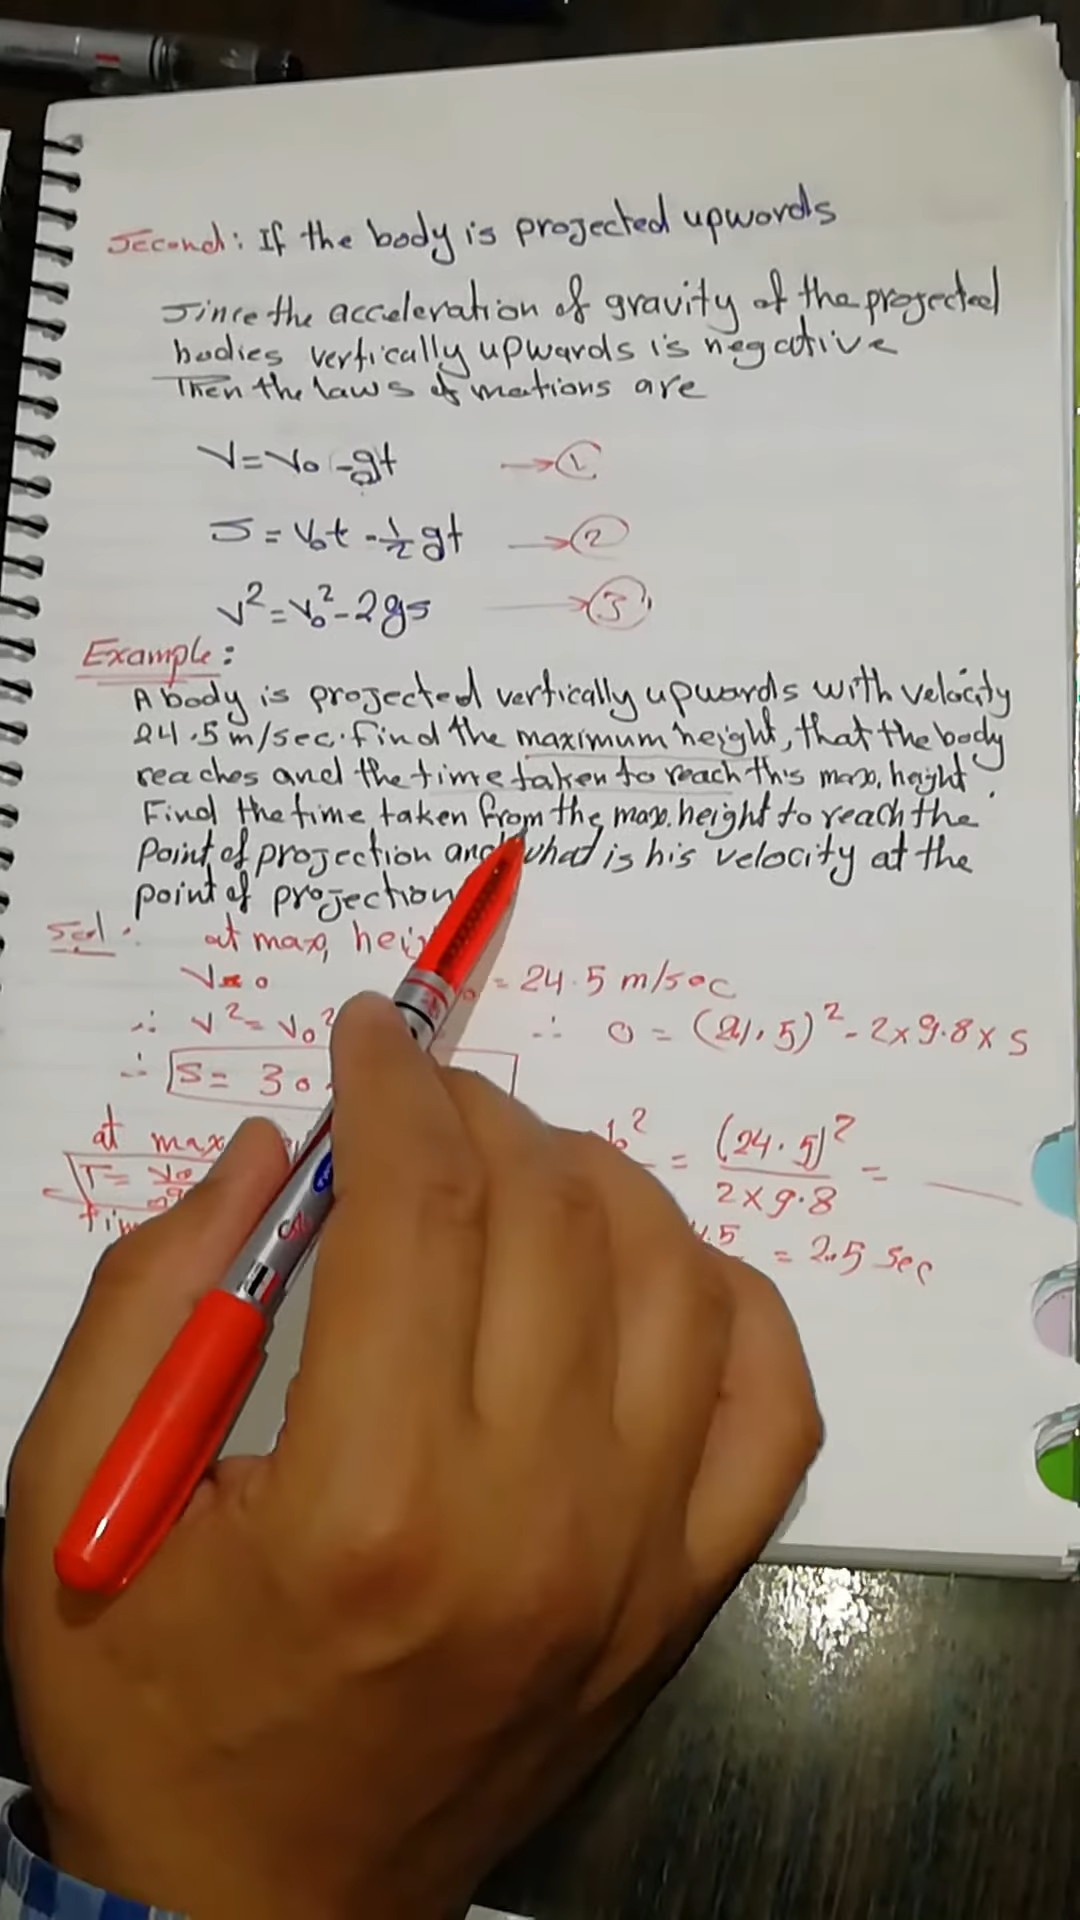 Second: If the body is projected upwords
Since the acceleration of gravity of the projected
bodies vertically upwards is negative
Then the laws of motions are
V=V₀-gt → ①
S = V₀t - ½gt → ②
V² = V₀² - 2gs → ③
Example:
A body is projected vertically upwards with velocity
24.5 m/sec. find the maximum height, that the body
reaches and the time taken to reach this max, height.
Find the time taken from the max. height to reach the
Point of projection and what is his velocity at the
point of projection
Sol: at max, hei
V=0 = 24.5 m/sec
∴ V² = V₀² ∴ 0 = (24.5)² - 2×9.8×S
∴ S = 30.
at max = (24.5)² / 2×9.8 =
T = V₀ .5 = 2.5 sec